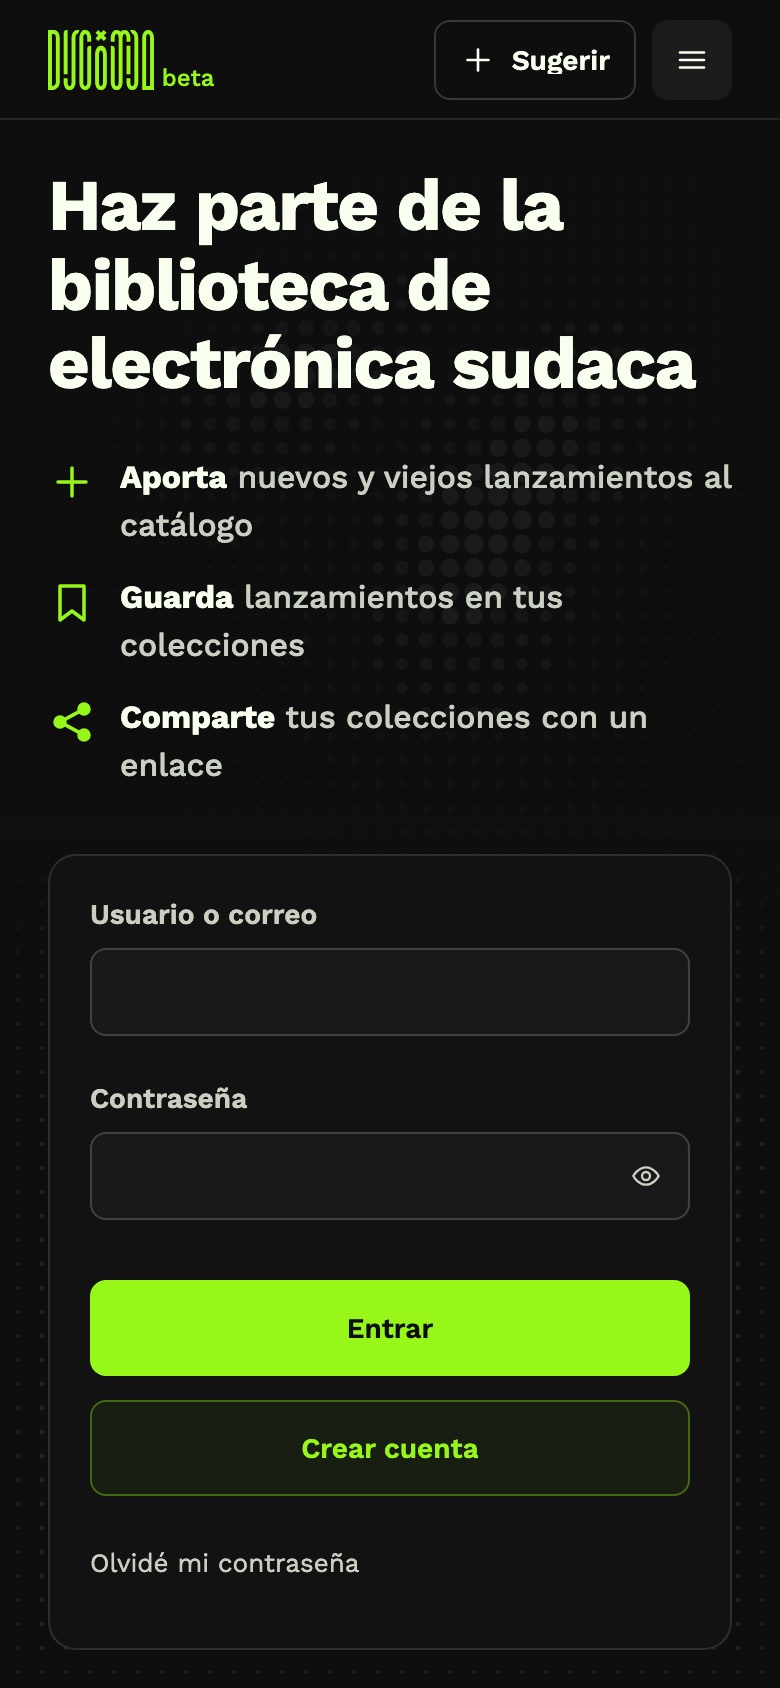 beta
Sugerir
Haz parte de la
biblioteca de
electrónica sudaca
Aporta nuevos y viejos lanzamientos al
catálogo
Guarda lanzamientos en tus
colecciones
Comparte tus colecciones con un
enlace
Usuario o correo
Contraseña
Entrar
Crear cuenta
Olvidé mi contraseña